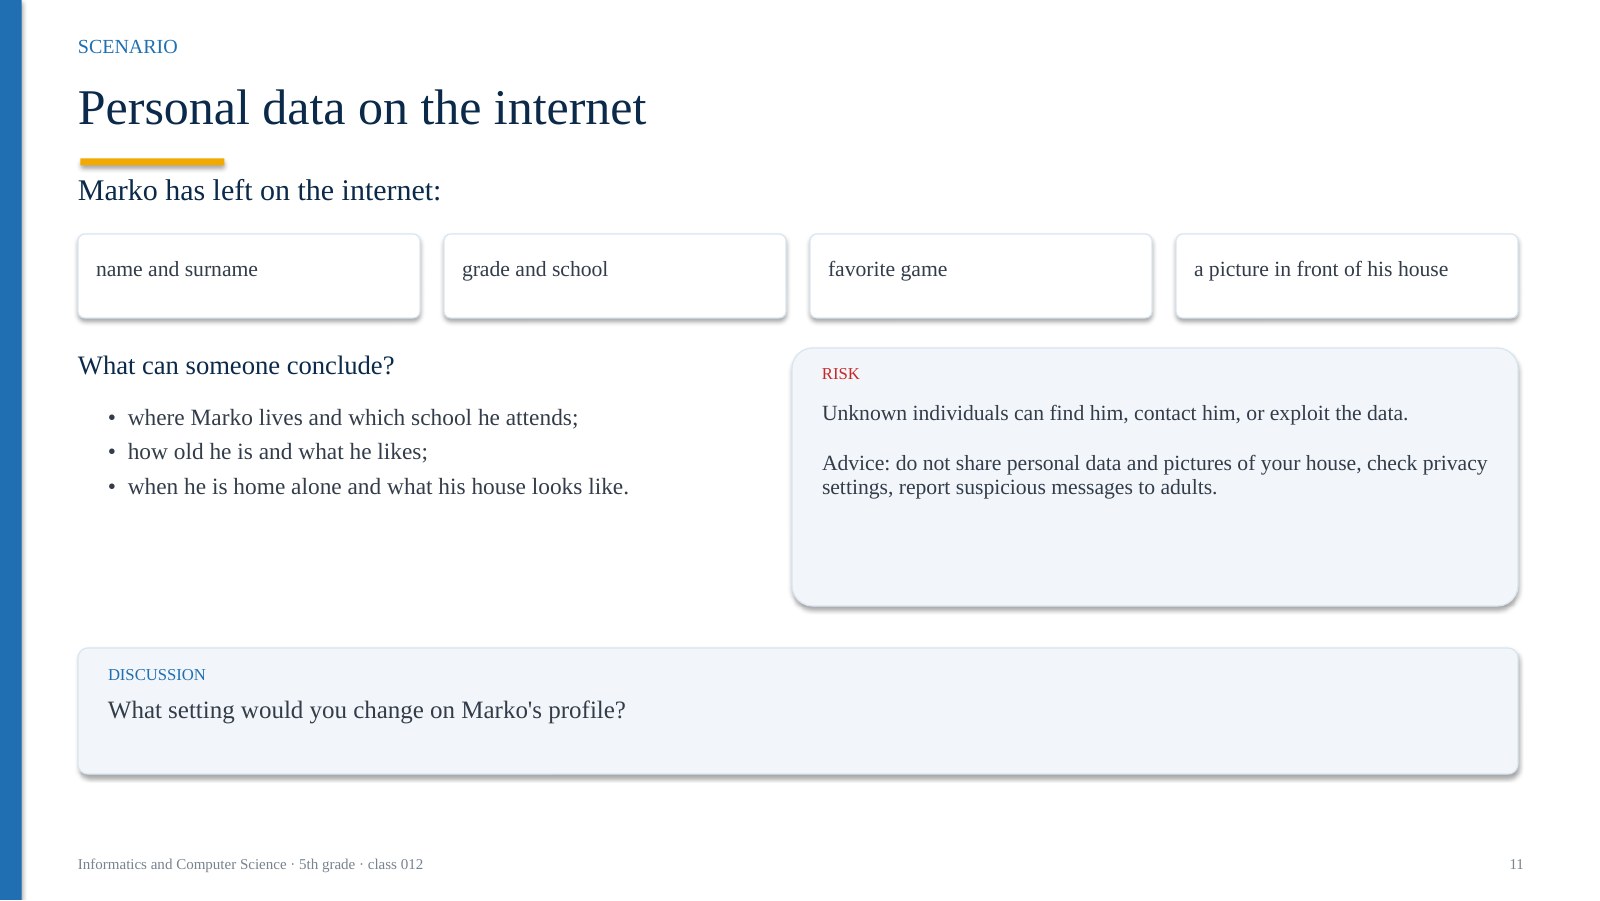 SCENARIO
Personal data on the internet
Marko has left on the internet:
name and surname
grade and school
favorite game
a picture in front of his house
What can someone conclude?
• where Marko lives and which school he attends;
• how old he is and what he likes;
• when he is home alone and what his house looks like.
RISK
Unknown individuals can find him, contact him, or exploit the data.
Advice: do not share personal data and pictures of your house, check privacy
settings, report suspicious messages to adults.
DISCUSSION
What setting would you change on Marko's profile?
Informatics and Computer Science · 5th grade · class 012
11